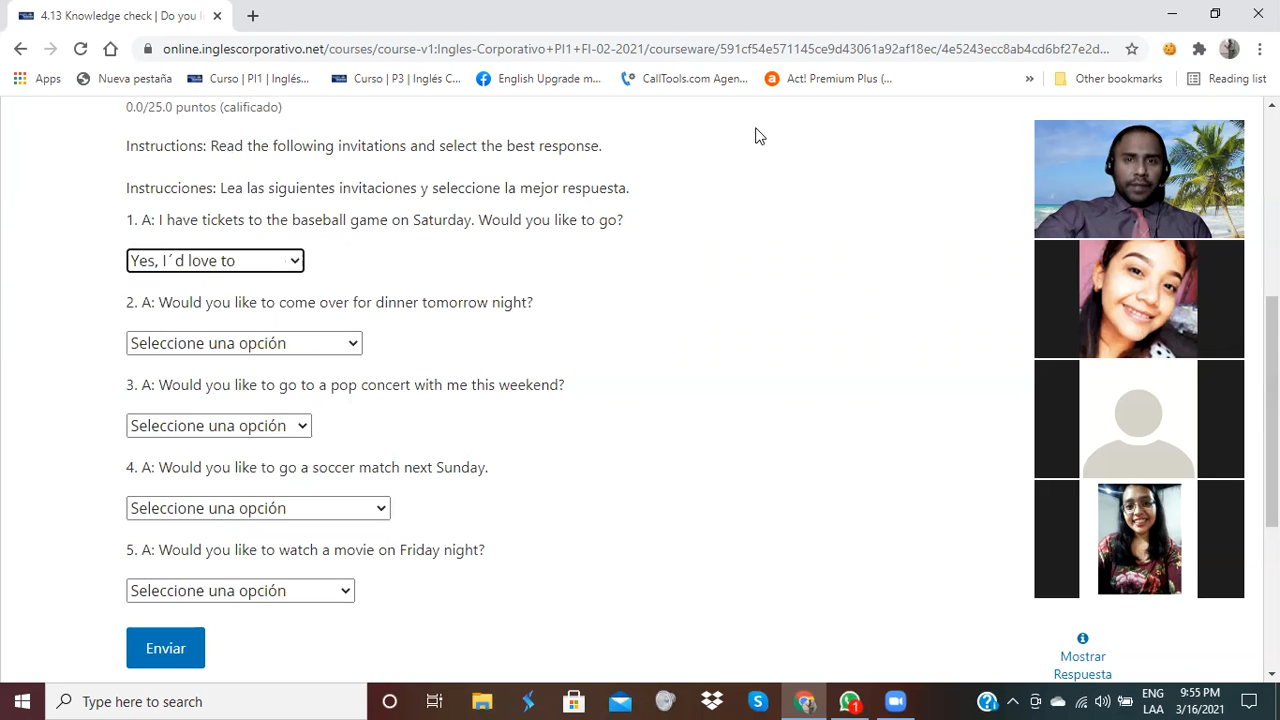 4.13 Knowledge check | Do you li
online.inglescorporativo.net/courses/course-v1:Ingles-Corporativo+PI1+FI-02-2021/courseware/591cf54e571145ce9d43061a92af18ec/4e5243ecc8ab4cd6bf27e2d...
Apps Nueva pestaña Curso | PI1 | Inglés... Curso | P3 | Inglés C... English Upgrade m... CallTools.com Agen... Act! Premium Plus (... » Other bookmarks Reading list
0.0/25.0 puntos (calificado)
Instructions: Read the following invitations and select the best response.
Instrucciones: Lea las siguientes invitaciones y seleccione la mejor respuesta.
1. A: I have tickets to the baseball game on Saturday. Would you like to go?
Yes, I´d love to
2. A: Would you like to come over for dinner tomorrow night?
Seleccione una opción
3. A: Would you like to go to a pop concert with me this weekend?
Seleccione una opción
4. A: Would you like to go a soccer match next Sunday.
Seleccione una opción
5. A: Would you like to watch a movie on Friday night?
Seleccione una opción
Enviar
Mostrar
Respuesta
Type here to search
1
ENG
LAA
9:55 PM
3/16/2021